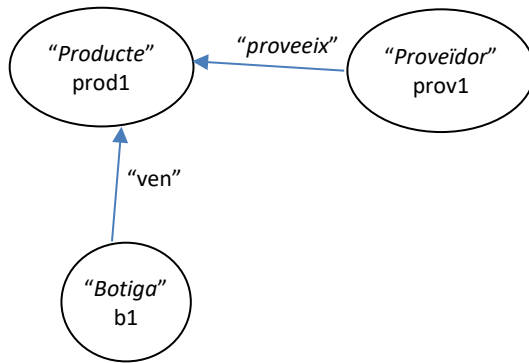 “Producte”
prod1
“proveeix”
“Proveïdor”
prov1
“ven”
“Botiga”
b1